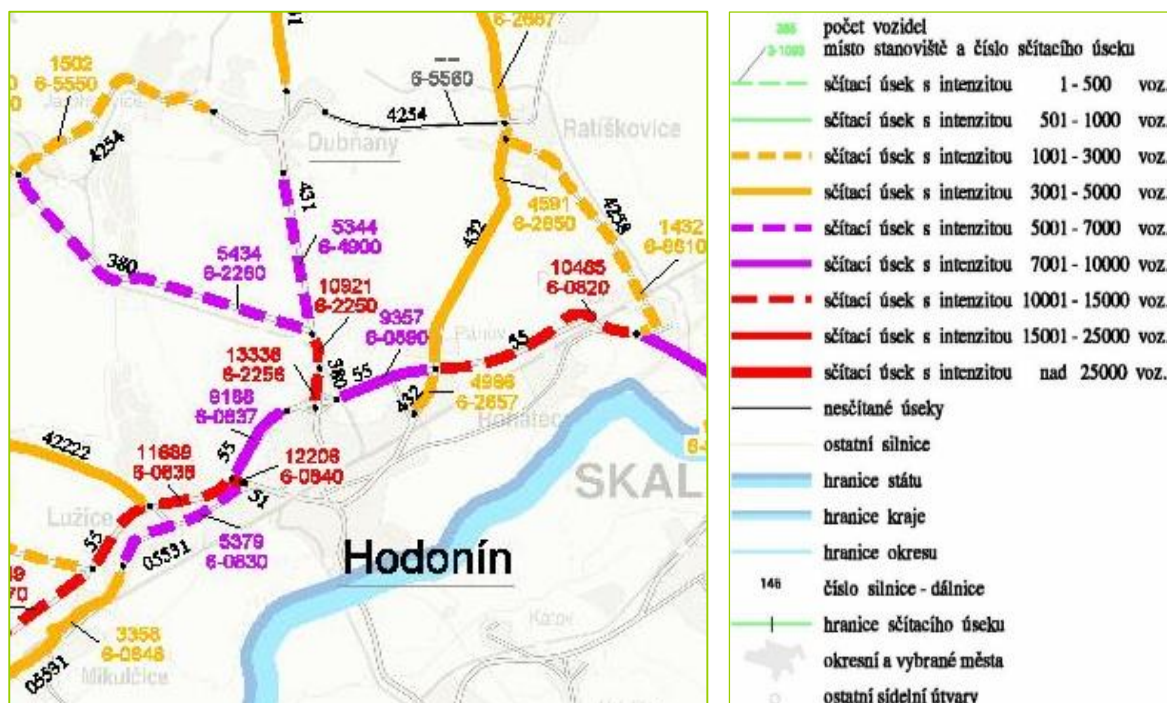 6-2687
1502
6-5550
4254
6-5560
4254
Dubňany
Ratíškovice
431
4591
6-2650
4258
1432
432
5344
6-4900
380
5434
6-2260
10921
6-2250
10485
6-0820
9357
6-0890
Pánov
55
13336
6-2256
380
55
432
4986
6-2657
9188
6-0837
55
42222
11689
6-0838
12208
6-0840
51
SKAL
Lužice
55
05531
5379
6-0830
Hodonín
3358
6-0848
Mikulčice
05531
Kátov
počet vozidel
místo stanoviště a číslo sčítacího úseku
sčítací úsek s intenzitou 1 - 500 voz.
sčítací úsek s intenzitou 501 - 1000 voz.
sčítací úsek s intenzitou 1001 - 3000 voz.
sčítací úsek s intenzitou 3001 - 5000 voz.
sčítací úsek s intenzitou 5001 - 7000 voz.
sčítací úsek s intenzitou 7001 - 10000 voz.
sčítací úsek s intenzitou 10001 - 15000 voz.
sčítací úsek s intenzitou 15001 - 25000 voz.
sčítací úsek s intenzitou nad 25000 voz.
nesčítané úseky
ostatní silnice
hranice státu
hranice kraje
hranice okresu
146 číslo silnice - dálnice
hranice sčítacího úseku
okresní a vybrané města
ostatní sídelní útvary